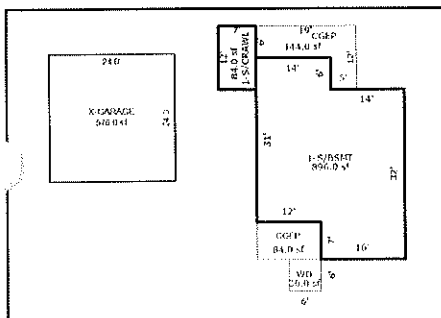 7'
19'
CGEP
144.0 sf
12'
84.0 sf
1-S/CRAWL
6'
12'
14'
6'
5'
14'
24.0
X-GARAGE
576.0 sf
24.0
31'
1-S/BSMT
896.0 sf
32'
12'
CGEP
84.0 sf
7'
16'
WD
6'
6'